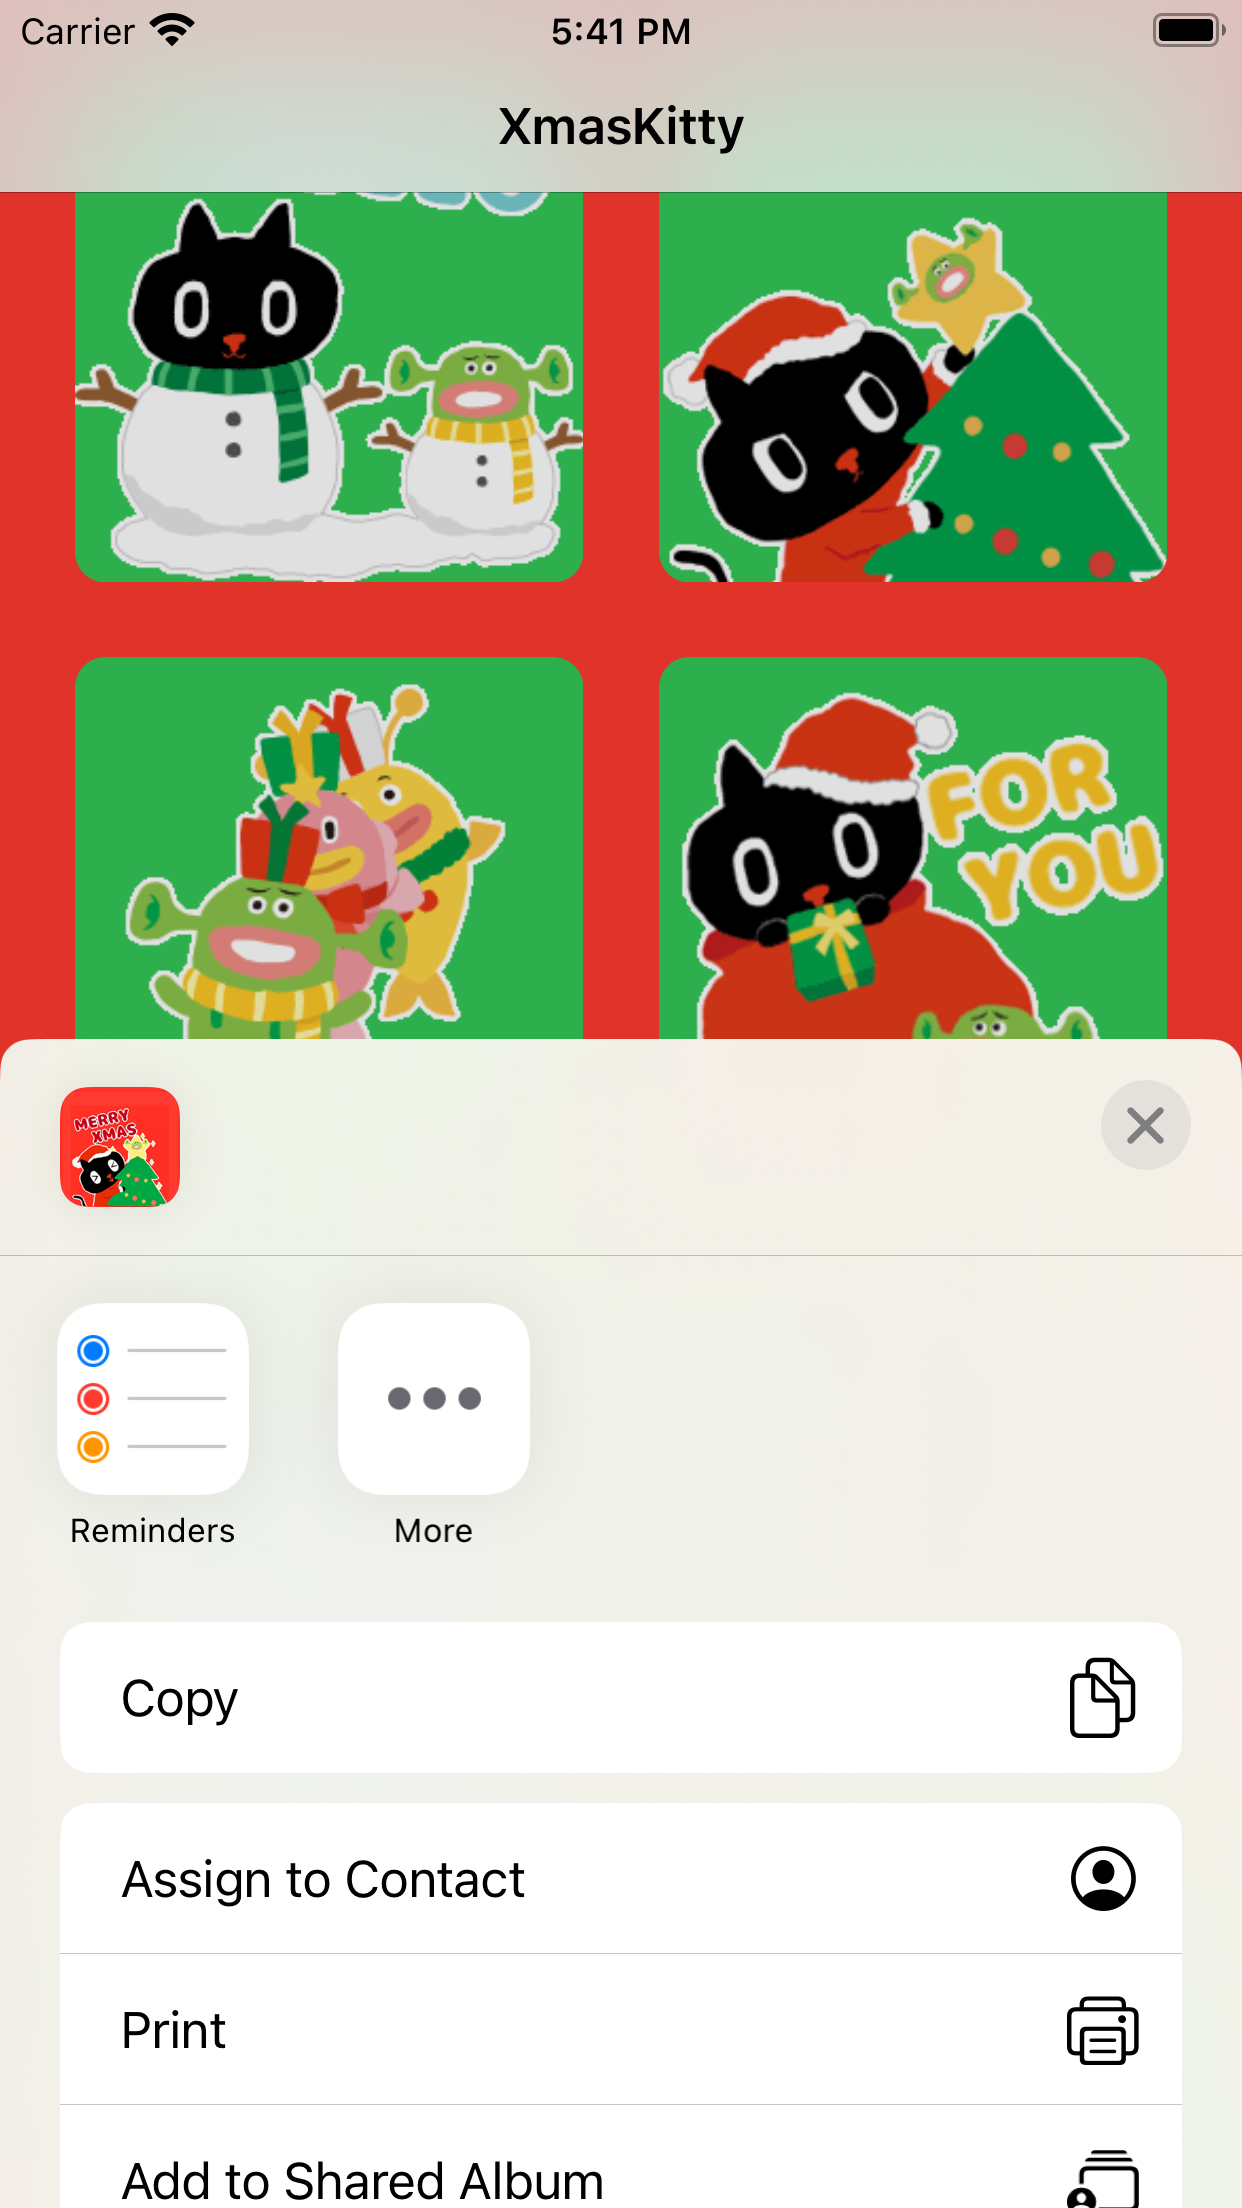 Carrier
5:41 PM
XmasKitty
FOR
YOU
MERRY
XMAS
Reminders
More
Copy
Assign to Contact
Print
Add to Shared Album